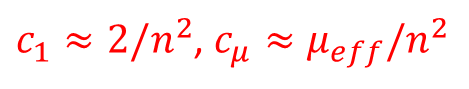 c₁ ≈ 2/n², c_μ ≈ μ_eff/n²